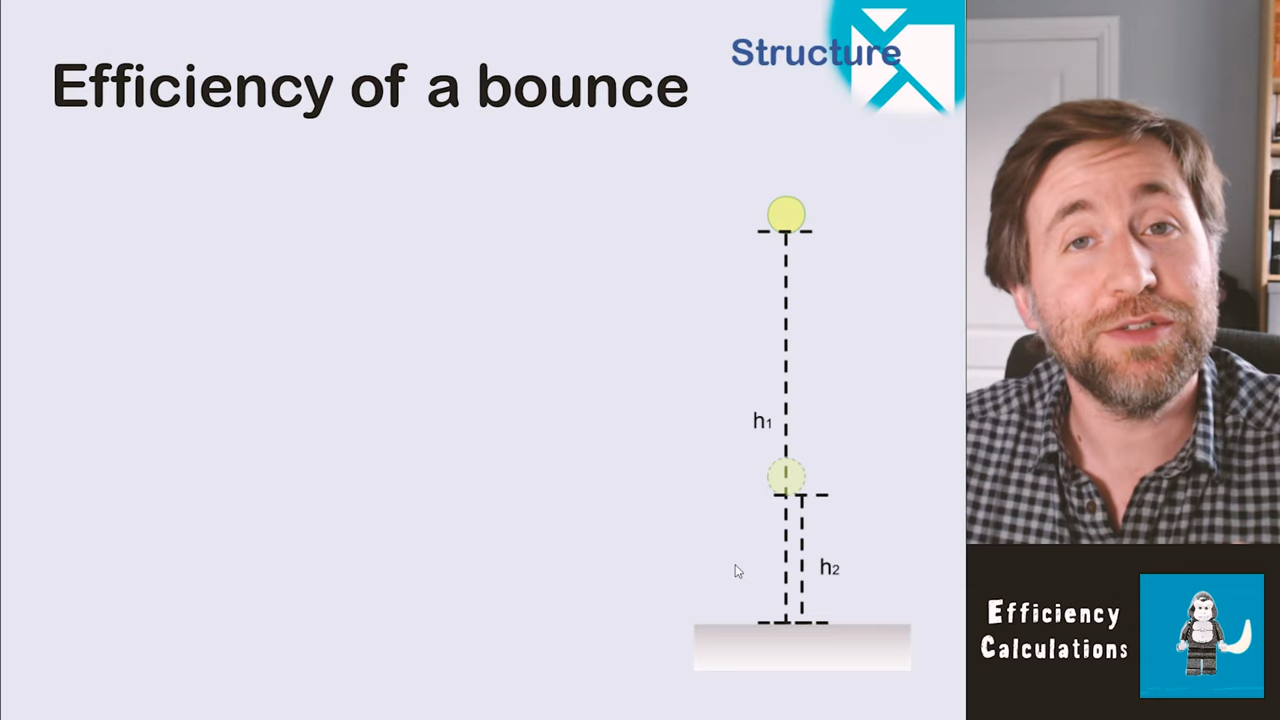 Efficiency of a bounce
Structure
h1
h2
Efficiency
Calculations